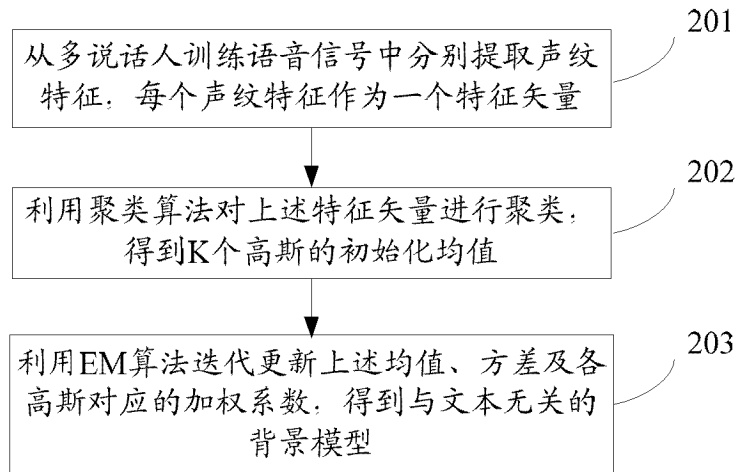 201
从多说话人训练语音信号中分别提取声纹
特征，每个声纹特征作为一个特征矢量
202
利用聚类算法对上述特征矢量进行聚类，
得到K个高斯的初始化均值
203
利用EM算法迭代更新上述均值、方差及各
高斯对应的加权系数，得到与文本无关的
背景模型